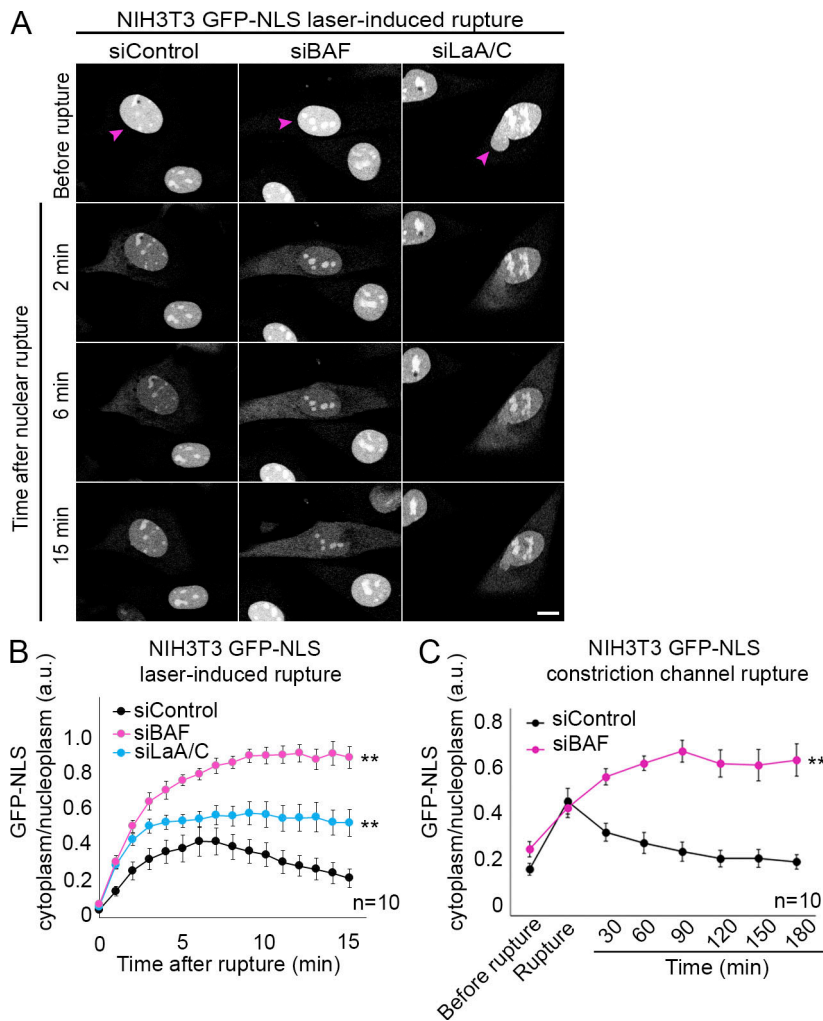 A
NIH3T3 GFP-NLS laser-induced rupture
siControl siBAF siLaA/C
Before rupture
Time after nuclear rupture
2 min
6 min
15 min
B
NIH3T3 GFP-NLS
laser-induced rupture
GFP-NLS
cytoplasm/nucleoplasm (a.u.)
siControl
siBAF
siLaA/C
1.0
0.8
0.6
0.4
0.2
0
**
**
n=10
0 5 10 15
Time after rupture (min)
C
NIH3T3 GFP-NLS
constriction channel rupture
GFP-NLS
cytoplasm/nucleoplasm (a.u.)
siControl
siBAF
0.8
0.6
0.4
0.2
0
**
n=10
Before rupture
Rupture
30 60 90 120 150 180
Time (min)